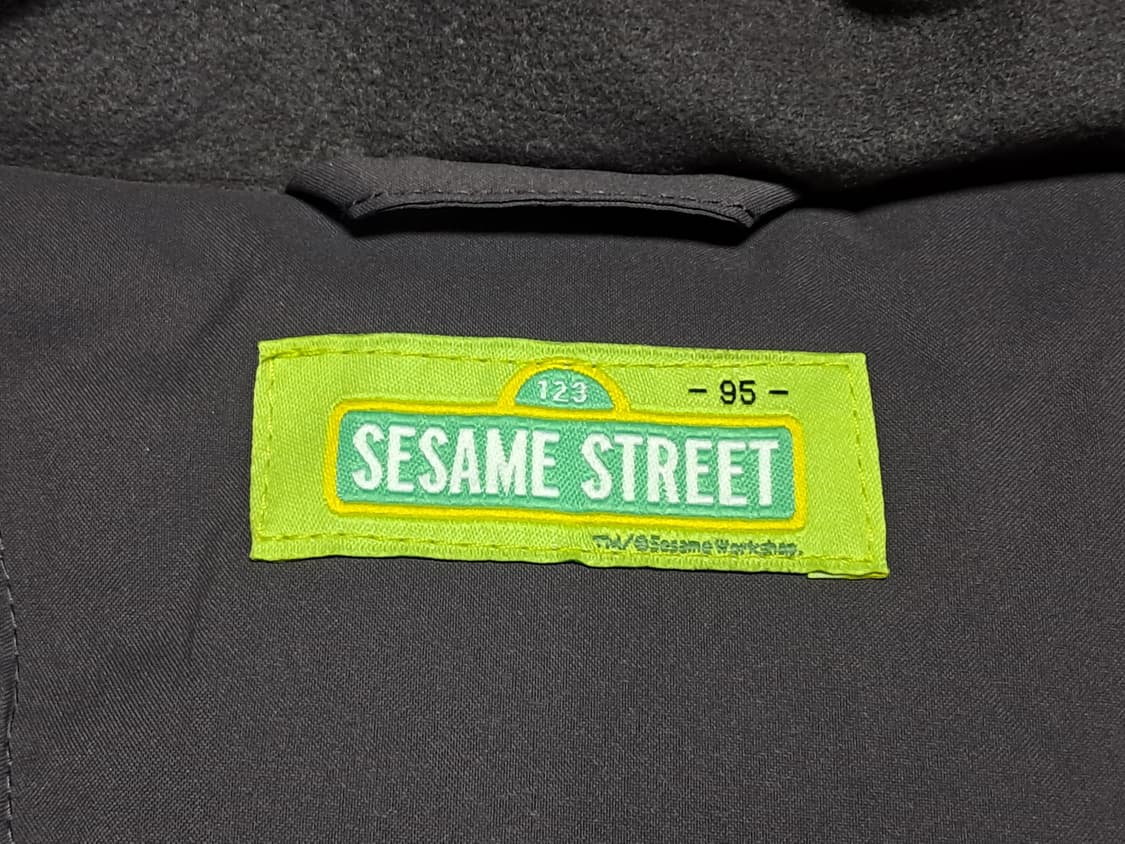 123
- 95 -
SESAME STREET
TM/©Sesame Workshop.